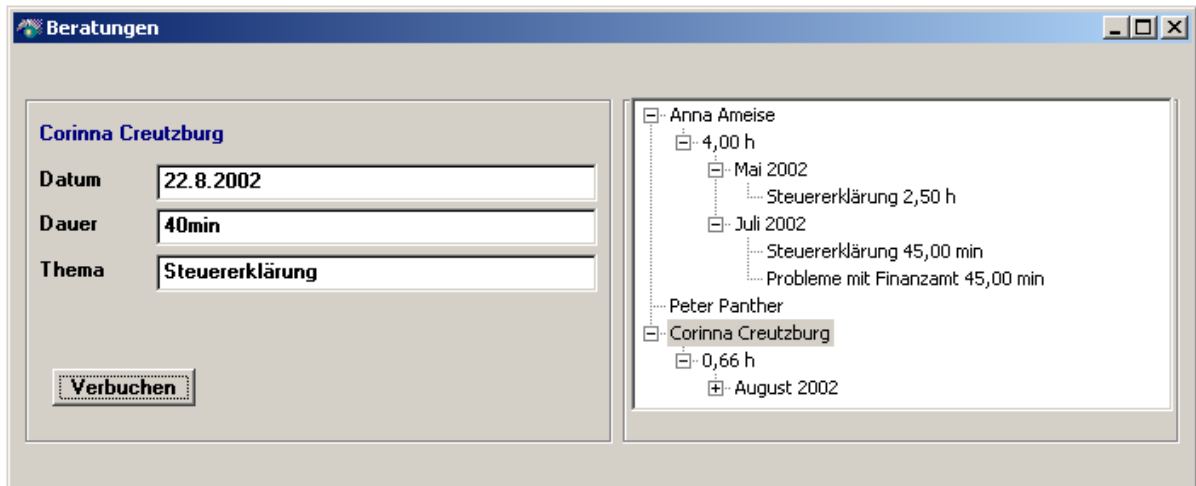 Beratungen
Corinna Creutzburg
Datum 22.8.2002
Dauer 40min
Thema Steuererklärung
Verbuchen
Anna Ameise
4,00 h
Mai 2002
Steuererklärung 2,50 h
Juli 2002
Steuererklärung 45,00 min
Probleme mit Finanzamt 45,00 min
Peter Panther
Corinna Creutzburg
0,66 h
August 2002